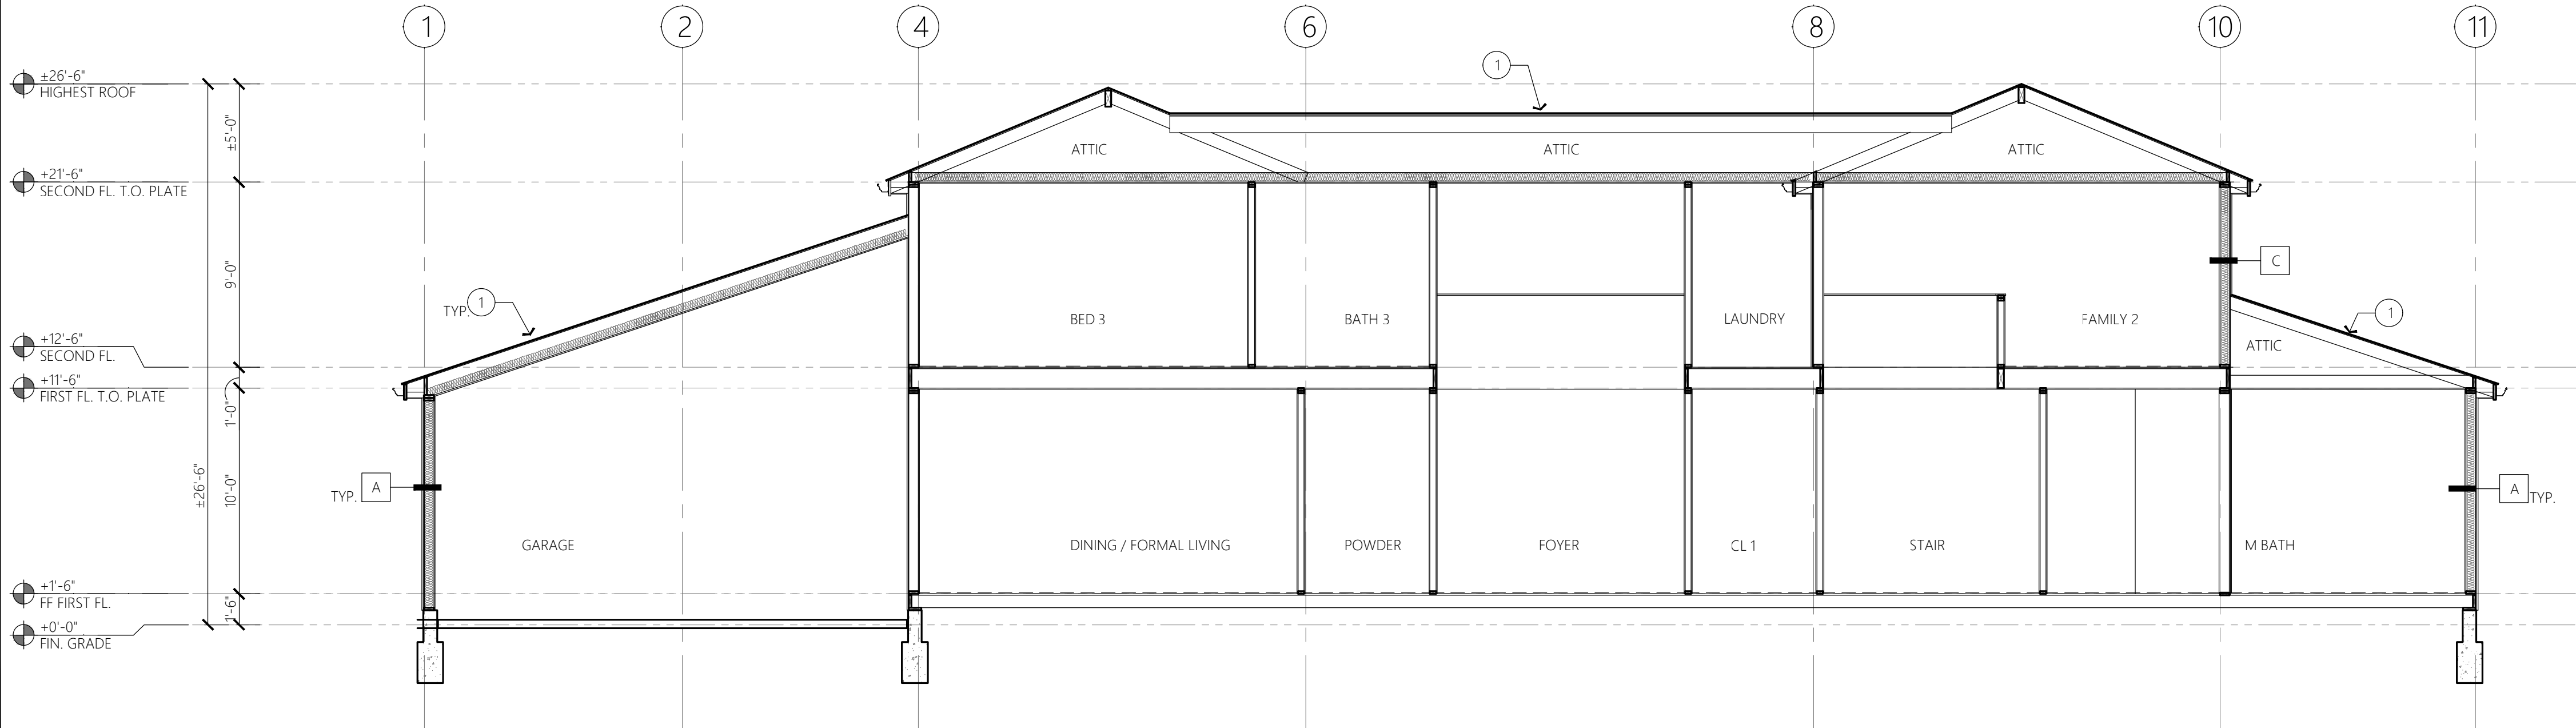 1
2
4
6
8
10
11
1
±26'-6"
HIGHEST ROOF
±5'-0"
ATTIC
ATTIC
ATTIC
+21'-6"
SECOND FL. T.O. PLATE
9'-0"
C
TYP.
1
BED 3
BATH 3
LAUNDRY
FAMILY 2
1
ATTIC
+12'-6"
SECOND FL.
+11'-6"
FIRST FL. T.O. PLATE
1'-0"
±26'-6"
10'-0"
TYP.
A
A
TYP.
GARAGE
DINING / FORMAL LIVING
POWDER
FOYER
CL 1
STAIR
M BATH
+1'-6"
FF FIRST FL.
1'-6"
+0'-0"
FIN. GRADE